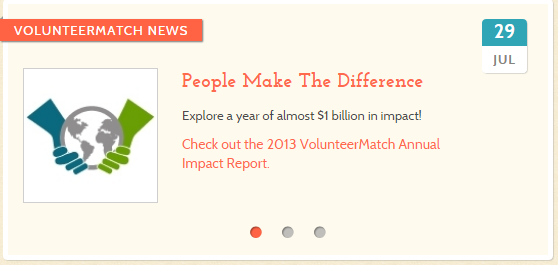 VOLUNTEERMATCH NEWS
29
JUL
People Make The Difference
Explore a year of almost $1 billion in impact!
Check out the 2013 VolunteerMatch Annual
Impact Report.